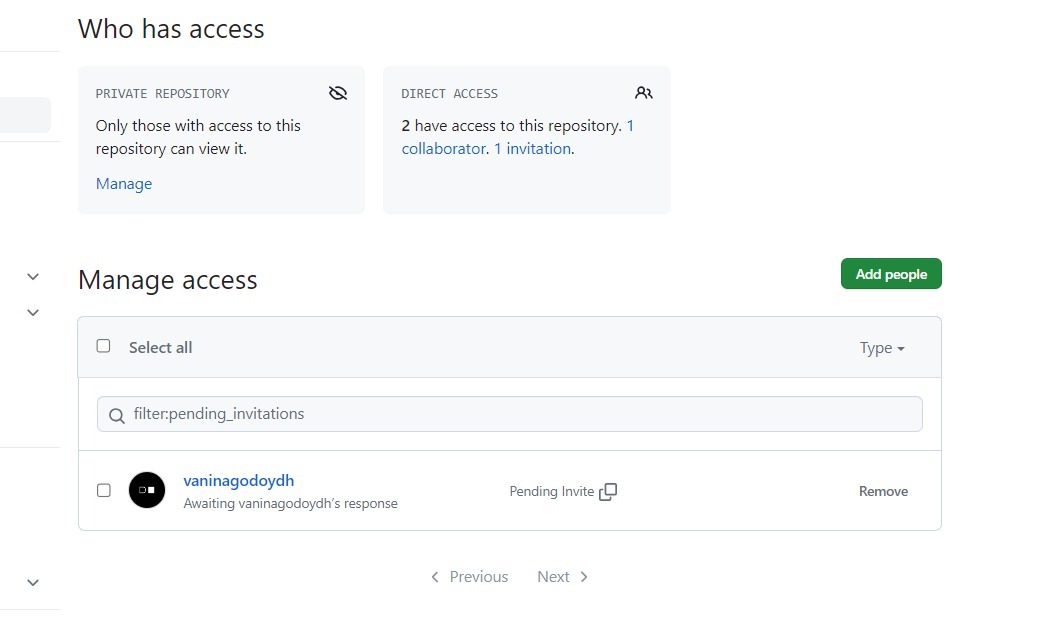 Who has access
PRIVATE REPOSITORY
Only those with access to this
repository can view it.
Manage
DIRECT ACCESS
2 have access to this repository. 1
collaborator. 1 invitation.
Manage access
Add people
Select all
Type
filter:pending_invitations
vaninagodoydh
Awaiting vaninagodoydh's response
Pending Invite
Remove
Previous
Next